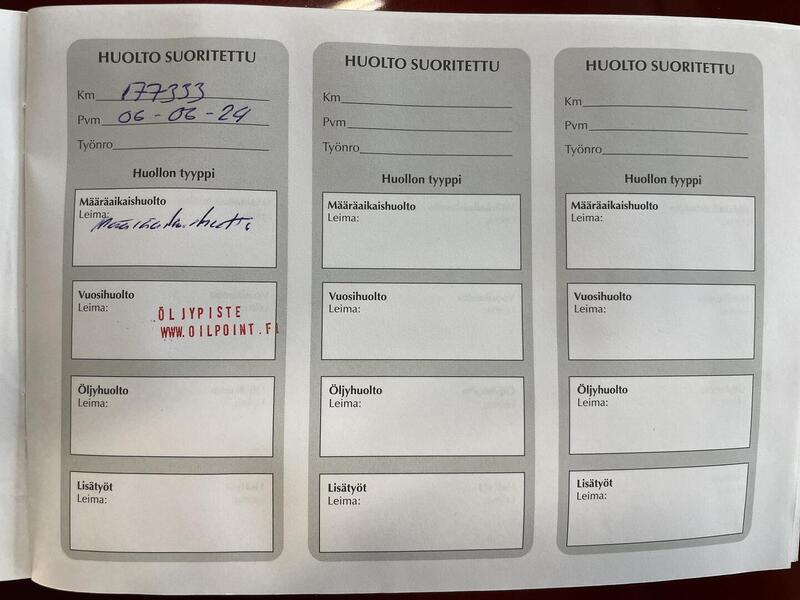 HUOLTO SUORITETTU
Km 177333
Pvm 06-06-24
Työnro
Huollon tyyppi
Määräaikaishuolto
Leima:
Määräaikaishuolto
Vuosihuolto
Leima:
ÖLJYPISTE
WWW.OILPOINT.FI
Öljyhuolto
Leima:
Lisätyöt
Leima:
HUOLTO SUORITETTU
Km
Pvm
Työnro
Huollon tyyppi
Määräaikaishuolto
Leima:
Vuosihuolto
Leima:
Öljyhuolto
Leima:
Lisätyöt
Leima:
HUOLTO SUORITETTU
Km
Pvm
Työnro
Huollon tyyppi
Määräaikaishuolto
Leima:
Vuosihuolto
Leima:
Öljyhuolto
Leima:
Lisätyöt
Leima: